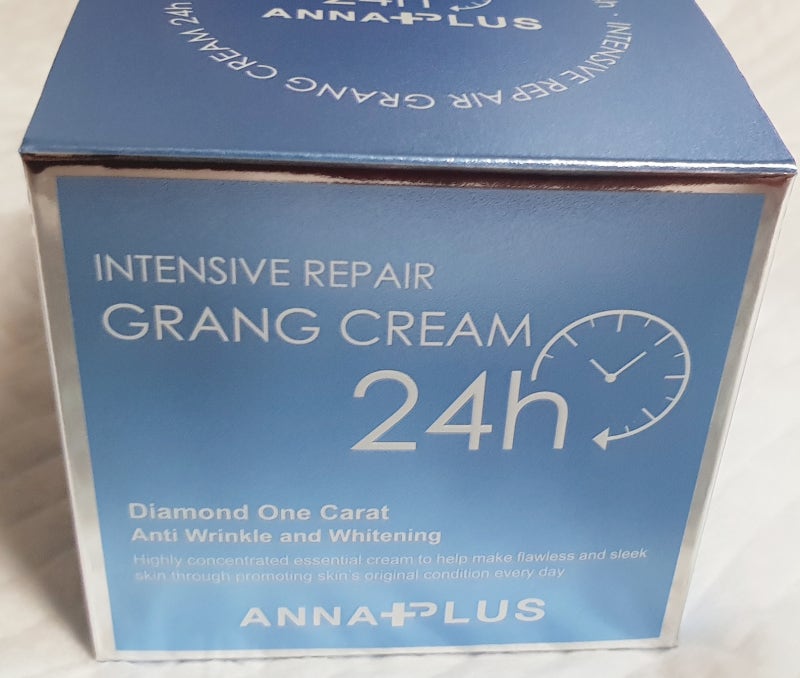 ANNA PLUS
INTENSIVE REPAIR GRANG CREAM 24h
INTENSIVE REPAIR
GRANG CREAM
24h
Diamond One Carat
Anti Wrinkle and Whitening
Highly concentrated essential cream to help make flawless and sleek
skin through promoting skin's original condition every day
ANNA PLUS